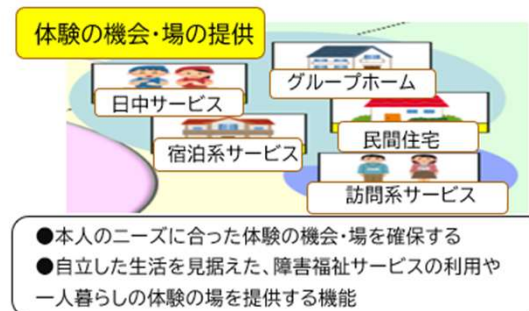 体験の機会・場の提供
グループホーム
日中サービス
民間住宅
宿泊系サービス
訪問系サービス
●本人のニーズに合った体験の機会・場を確保する
●自立した生活を見据えた、障害福祉サービスの利用や
一人暮らしの体験の場を提供する機能